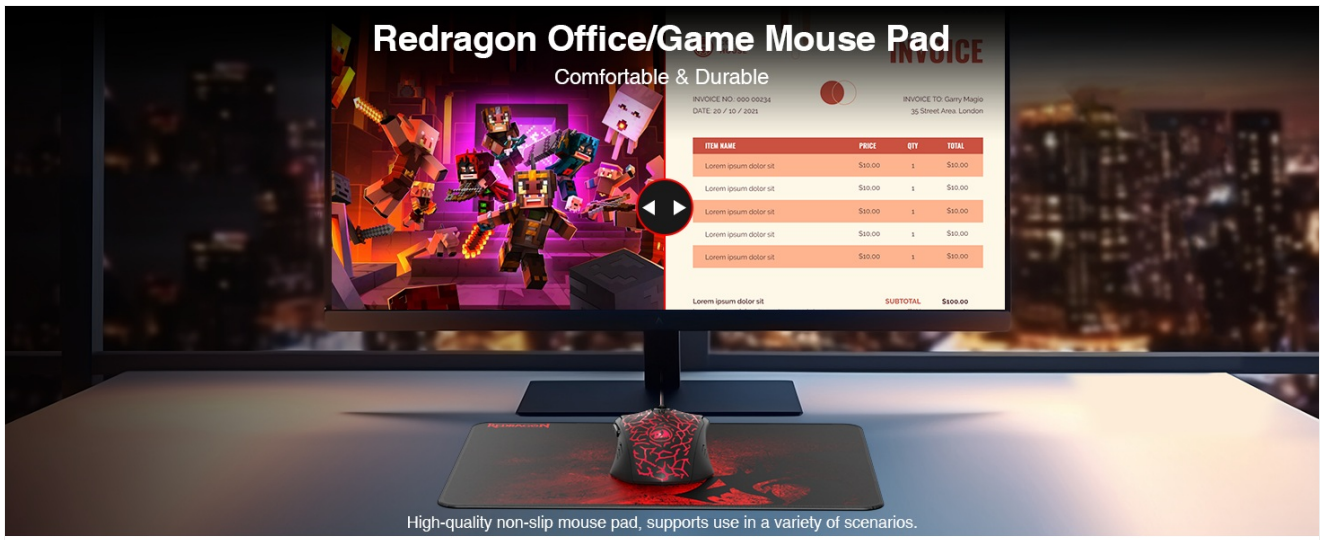 Redragon Office/Game Mouse Pad
Comfortable & Durable
INVOICE
INVOICE NO.: 000 00234
INVOICE TO: Garry Magio
DATE: 20 / 10 / 2021
35 Street Area. London
ITEM NAME PRICE QTY TOTAL
Lorem ipsum dolor sit $10.00 1 $10.00
Lorem ipsum dolor sit $10.00 1 $10.00
Lorem ipsum dolor sit $10.00 1 $10.00
Lorem ipsum dolor sit $10.00 1 $10.00
Lorem ipsum dolor sit $10.00 1 $10.00
Lorem ipsum dolor sit SUBTOTAL $100.00
High-quality non-slip mouse pad, supports use in a variety of scenarios.